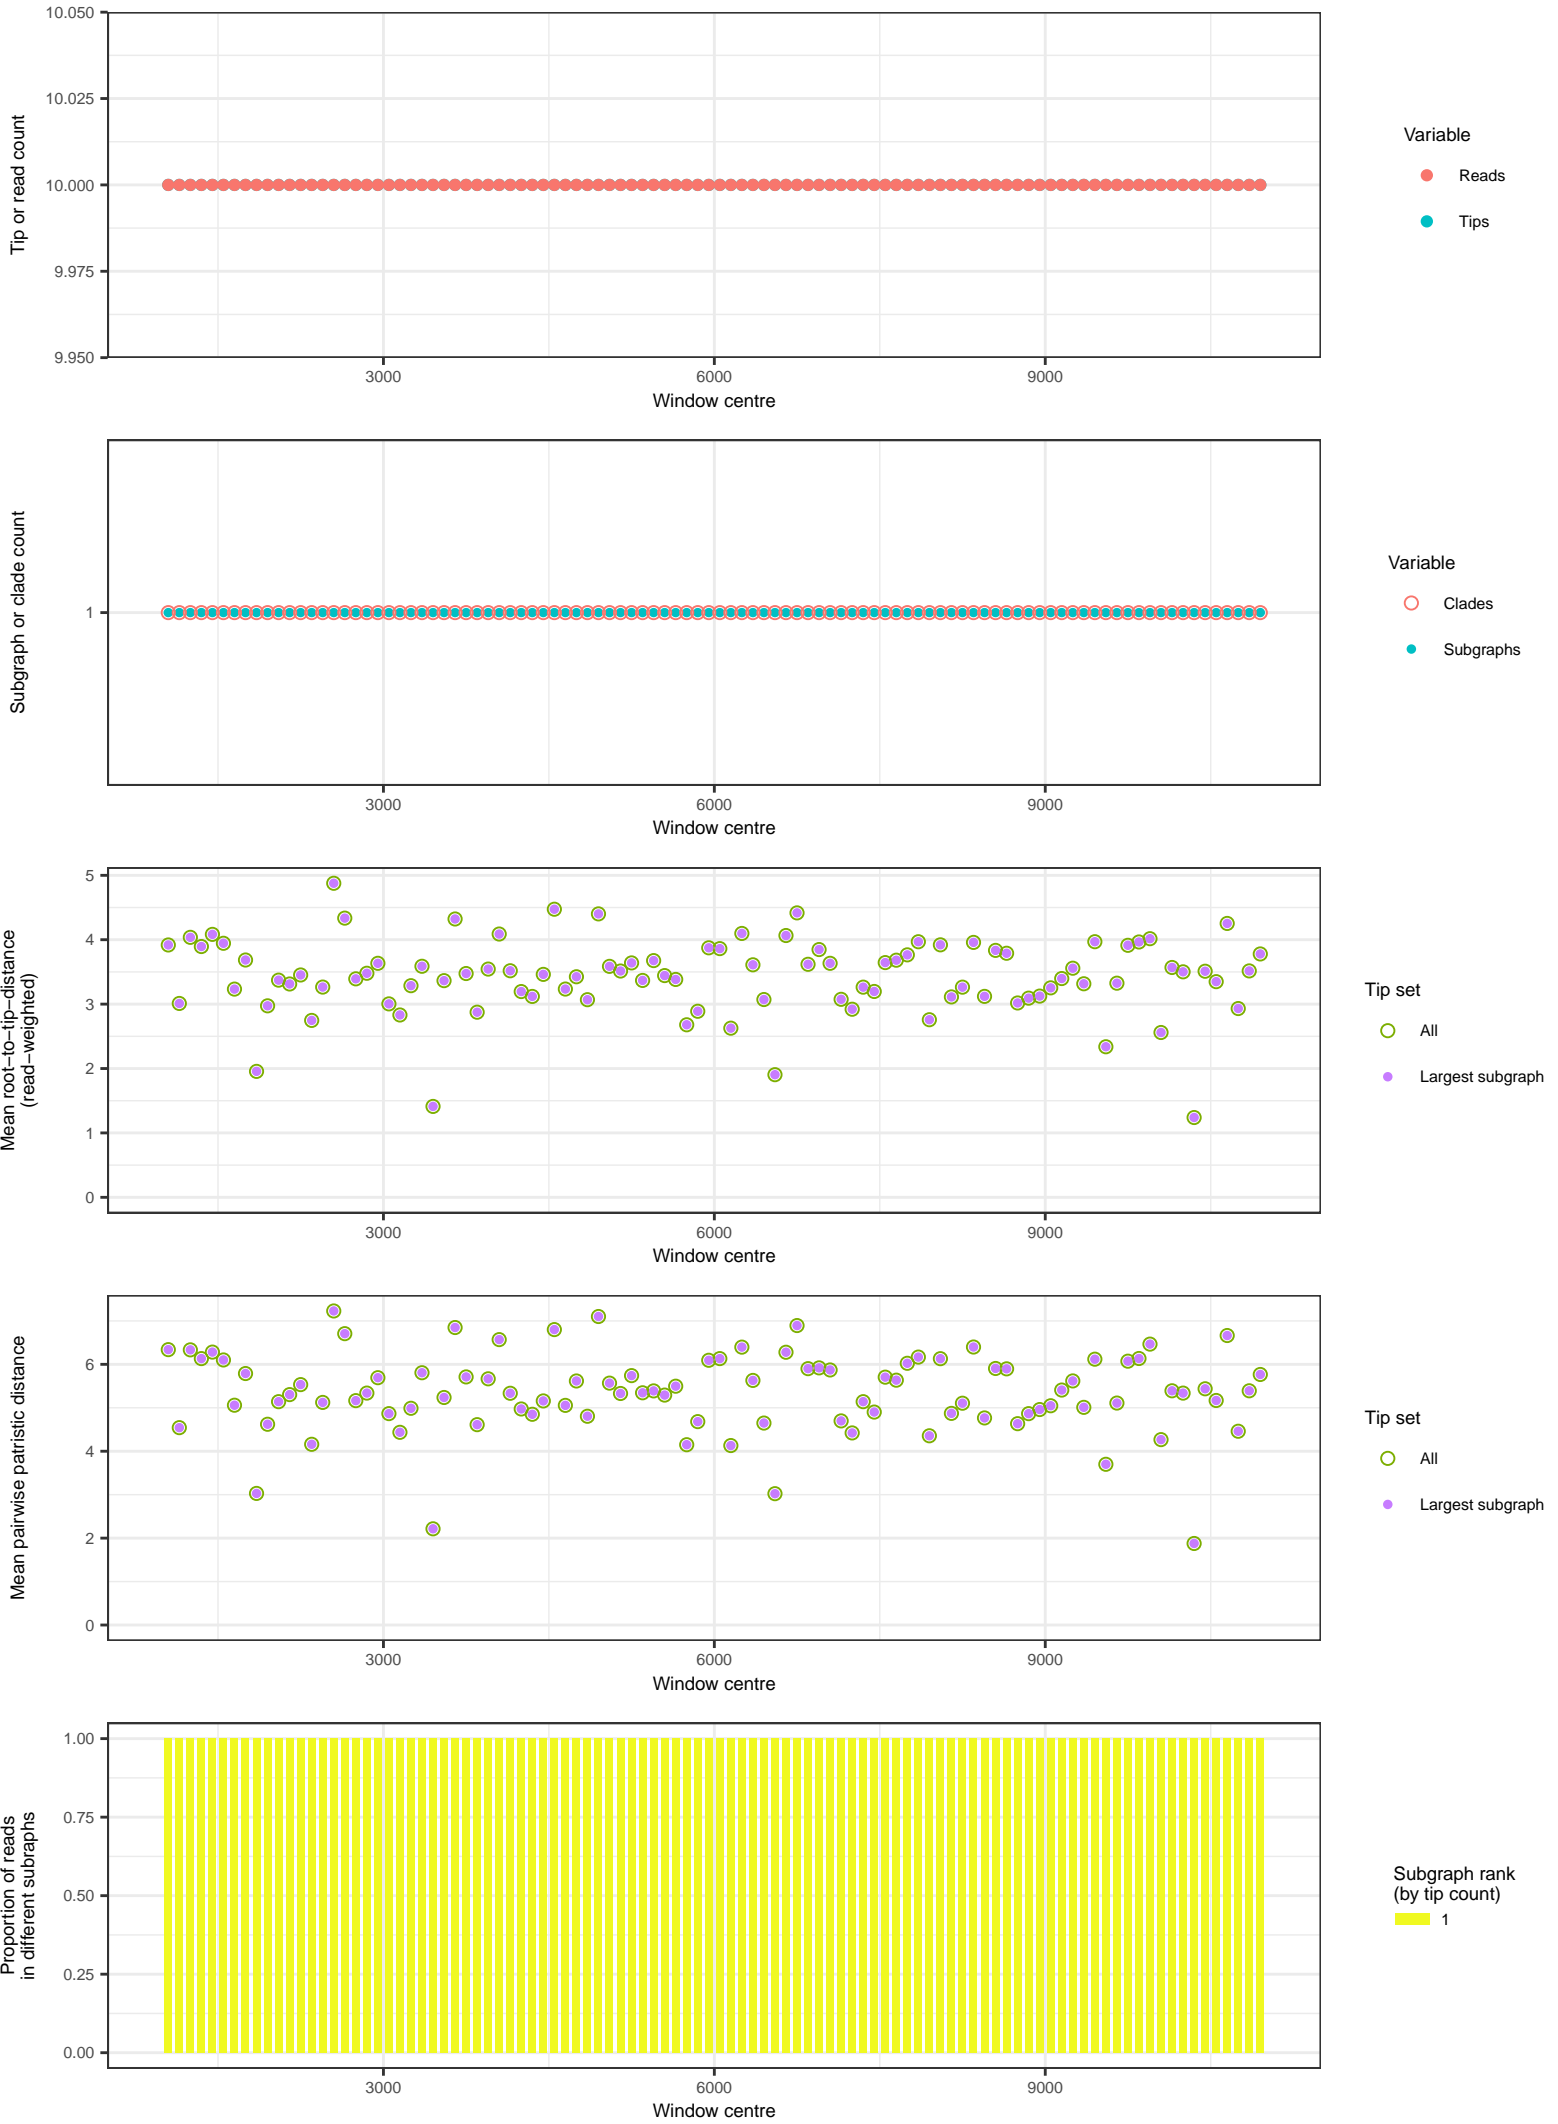 10.050
10.025
10.000
9.975
9.950
Tip or read count
3000 6000 9000
Window centre
Variable
Reads
Tips
1
Subgraph or clade count
3000 6000 9000
Window centre
Variable
Clades
Subgraphs
5
4
3
2
1
0
Mean root−to−tip−distance
(read−weighted)
3000 6000 9000
Window centre
Tip set
All
Largest subgraph
6
4
2
0
Mean pairwise patristic distance
3000 6000 9000
Window centre
Tip set
All
Largest subgraph
1.00
0.75
0.50
0.25
0.00
Proportion of reads
in different subraphs
3000 6000 9000
Window centre
Subgraph rank
(by tip count)
1